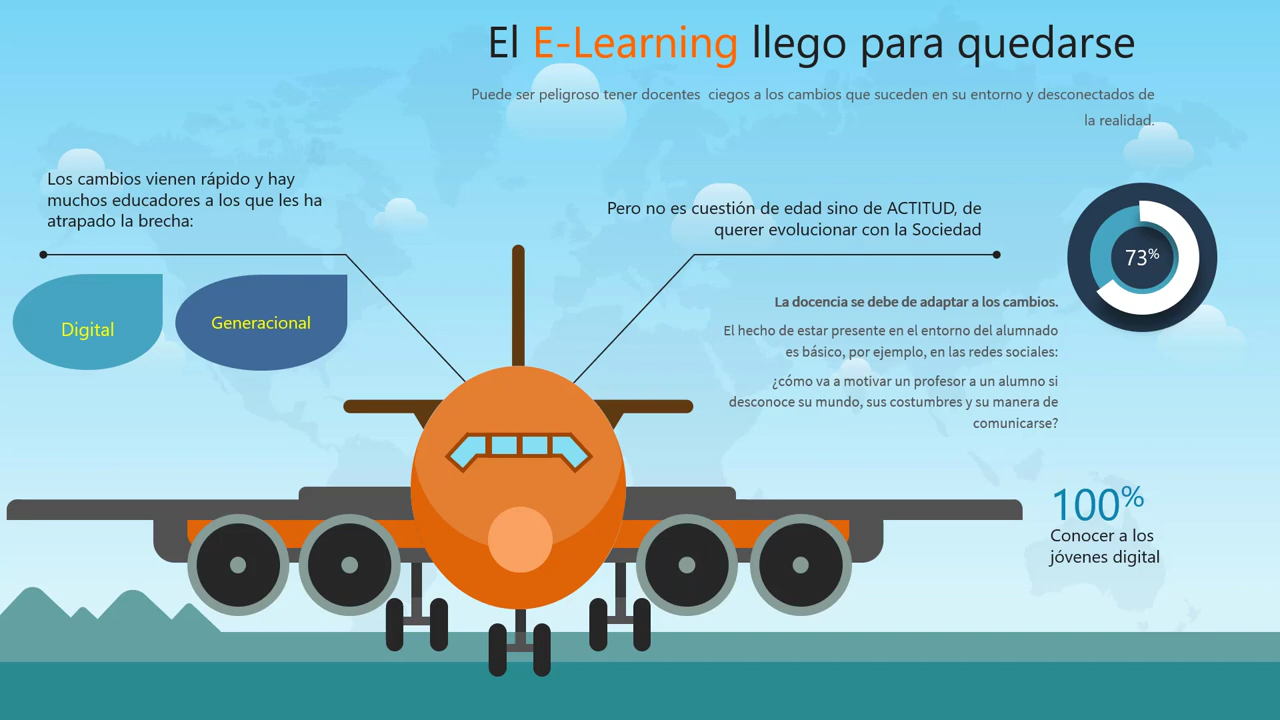 El E-Learning llego para quedarse
Puede ser peligroso tener docentes ciegos a los cambios que suceden en su entorno y desconectados de
la realidad.
Los cambios vienen rápido y hay
muchos educadores a los que les ha
atrapado la brecha:
Digital
Generacional
Pero no es cuestión de edad sino de ACTITUD, de
querer evolucionar con la Sociedad
73%
La docencia se debe de adaptar a los cambios.
El hecho de estar presente en el entorno del alumnado
es básico, por ejemplo, en las redes sociales:
¿cómo va a motivar un profesor a un alumno si
desconoce su mundo, sus costumbres y su manera de
comunicarse?
100%
Conocer a los
jóvenes digital